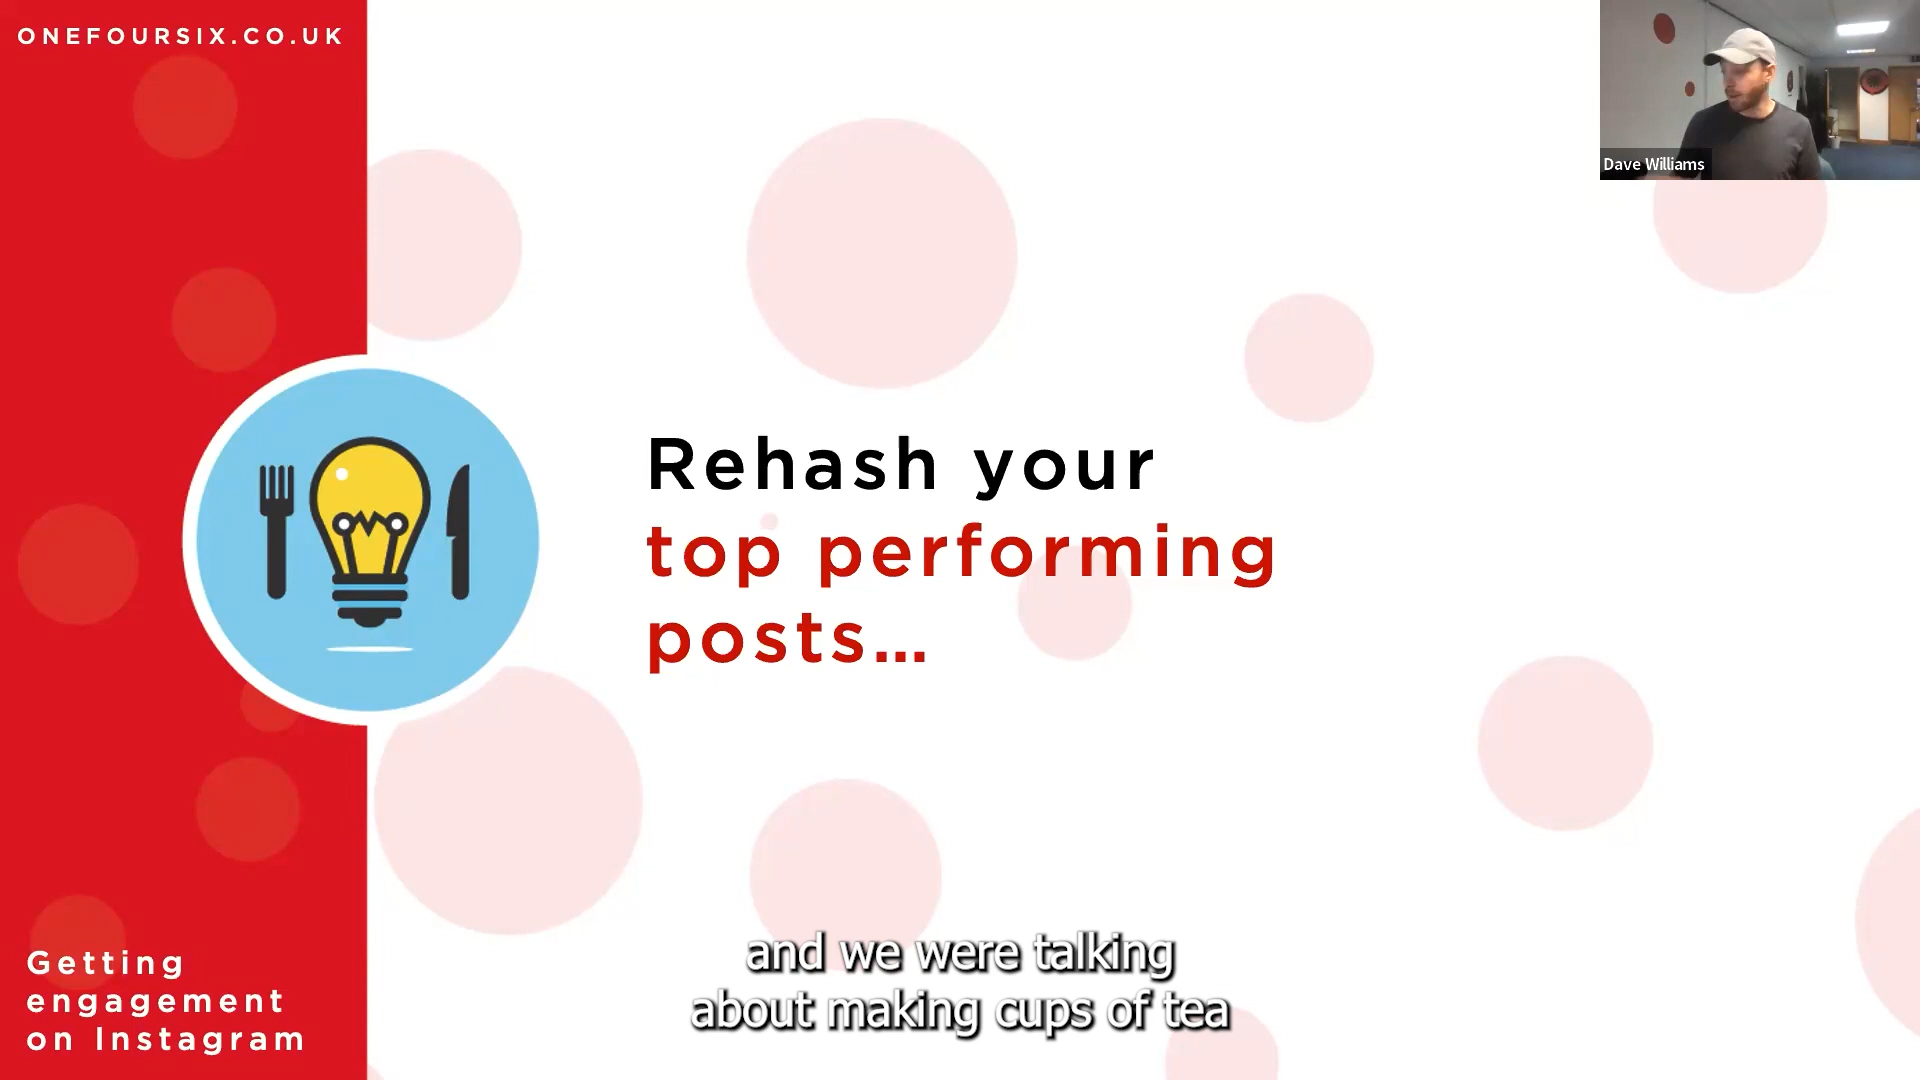 ONEFOURSIX.CO.UK
Dave Williams
Rehash your
top performing
posts...
Getting
engagement
on Instagram
and we were talking
about making cups of tea